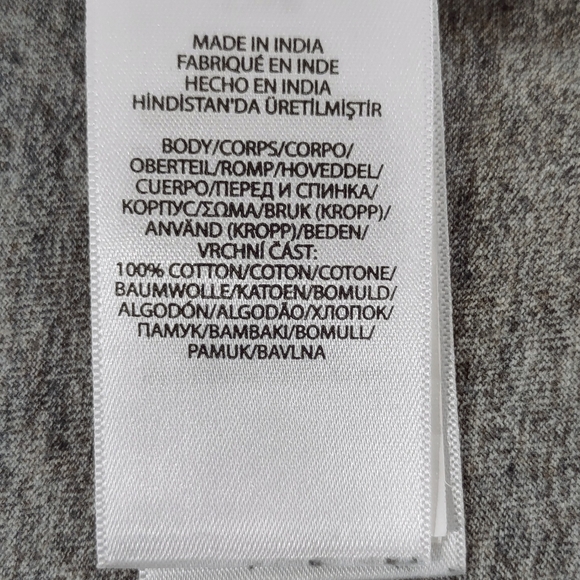 MADE IN INDIA
FABRIQUÉ EN INDE
HECHO EN INDIA
HİNDİSTAN'DA ÜRETİLMİŞTİR
BODY/CORPS/CORPO/
OBERTEIL/ROMP/HOVEDDEL/
CUERPO/ПЕРЕД И СПИНКА/
КОРПУС/ΣΩΜΑ/BRUK (KROPP)/
ANVÄND (KROPP)/BEDEN/
VRCHNÍ ČÁST:
100% COTTON/COTON/COTONE/
BAUMWOLLE/KATOEN/BOMULD/
ALGODÓN/ALGODÃO/ХЛОПОК/
ПАМУК/ΒΑΜΒΑΚΙ/BOMULL/
PAMUK/BAVLNA